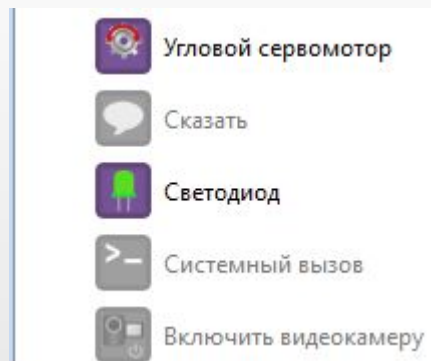 Угловой сервомотор
Сказать
Светодиод
Системный вызов
Включить видеокамеру